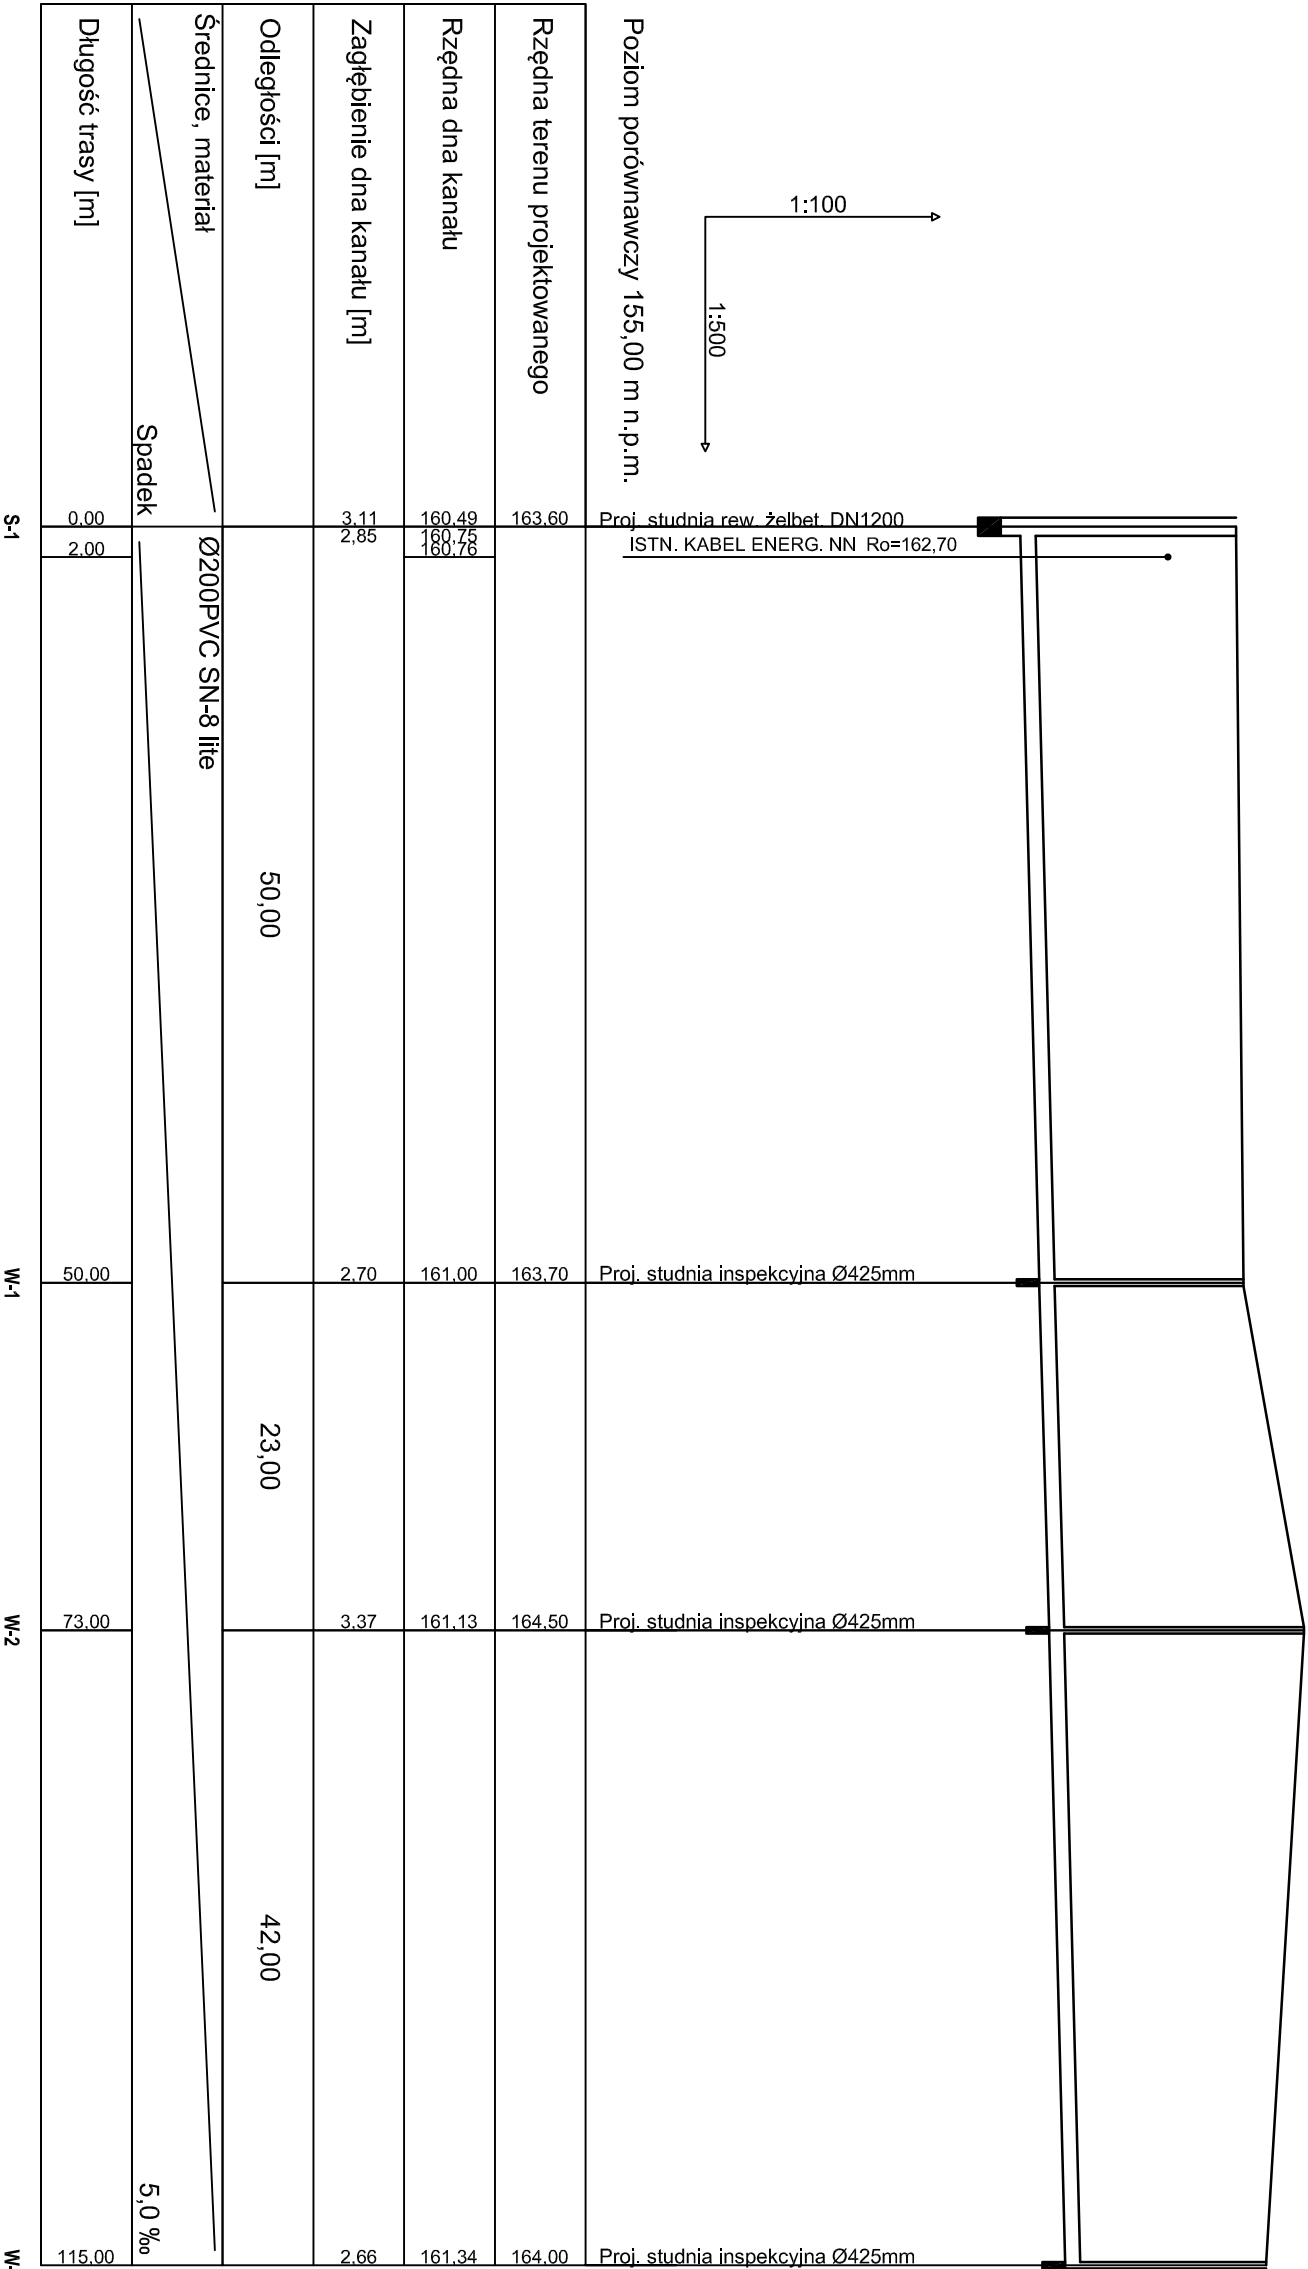 1:100
1:500
Poziom porównawczy 155,00 m n.p.m.
Proj. studnia rew. żelbet. DN1200
ISTN. KABEL ENERG. NN Ro=162,70
Proj. studnia inspekcyjna Ø425mm
Proj. studnia inspekcyjna Ø425mm
Proj. studnia inspekcyjna Ø425mm
Rzędna terenu projektowanego
163,60
163,70
164,50
164,00
Rzędna dna kanału
160,49
160,75
160,76
161,00
161,13
161,34
Zagłębienie dna kanału [m]
3,11
2,85
2,70
3,37
2,66
Odległości [m]
50,00
23,00
42,00
Średnice, materiał
Ø200PVC SN-8 lite
Spadek
5,0 ‰
Długość trasy [m]
0,00
2,00
50,00
73,00
115,00
S-1
W-1
W-2
W-